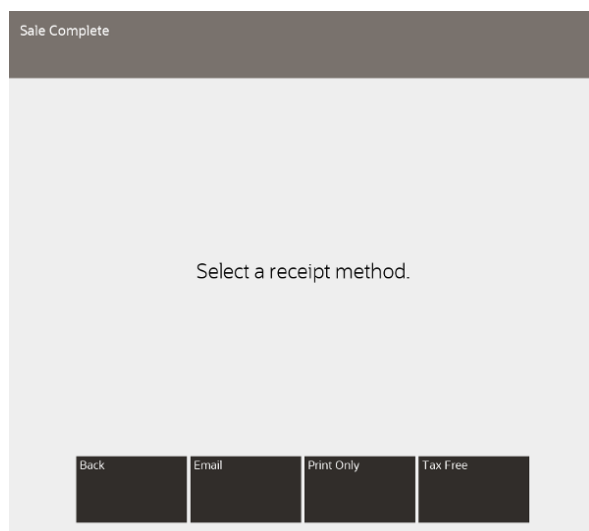 Sale Complete
Select a receipt method.
Back
Email
Print Only
Tax Free